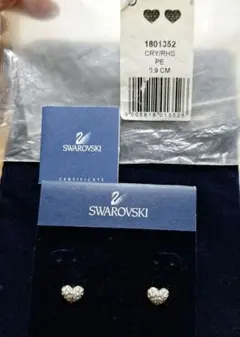 1801352
CRY/RHS
PE
0.9 CM
SWAROVSKI
CERTIFICATE
SWAROVSKI